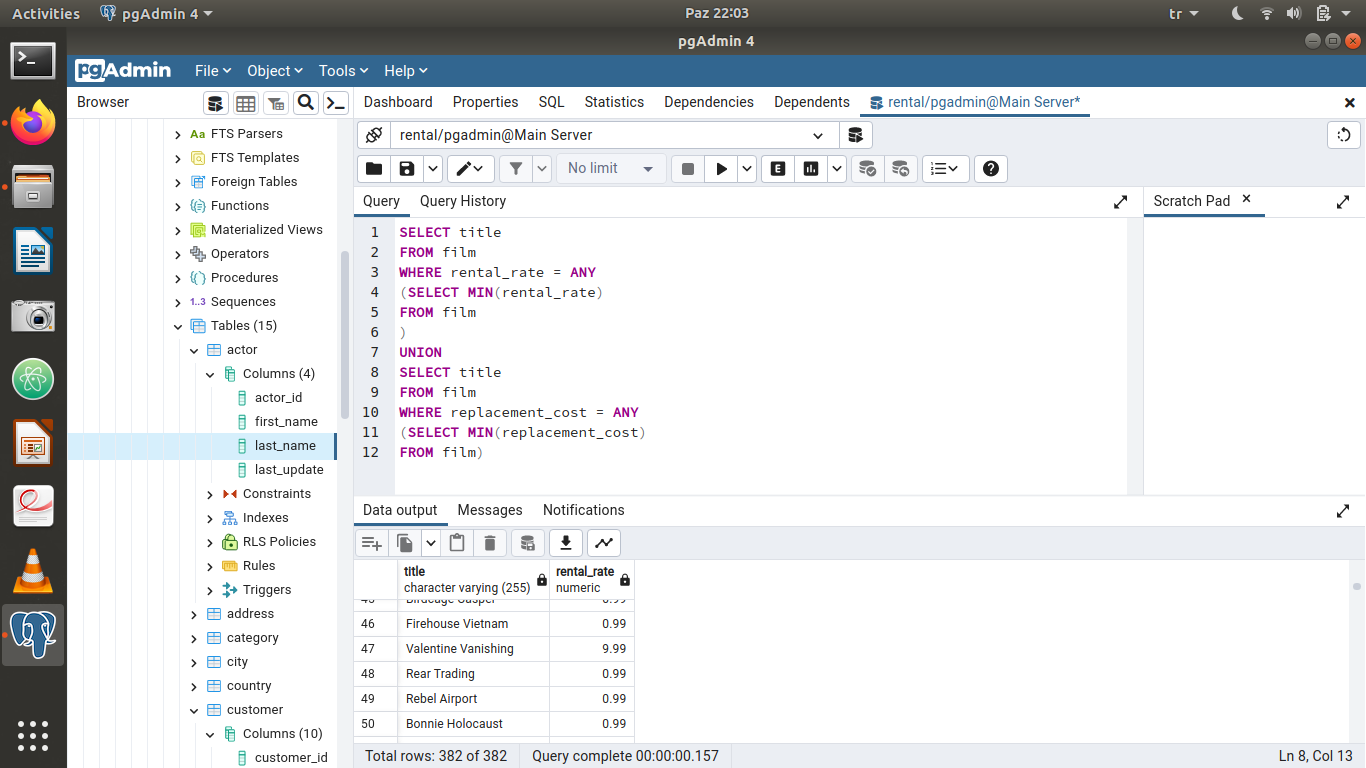 Activities
pgAdmin 4
Paz 22:03
tr
pgAdmin 4
pgAdmin
File
Object
Tools
Help
Browser
Dashboard
Properties
SQL
Statistics
Dependencies
Dependents
rental/pgadmin@Main Server*
rental/pgadmin@Main Server
No limit
E
Query
Query History
Scratch Pad
Aa FTS Parsers
FTS Templates
Foreign Tables
Functions
Materialized Views
Operators
Procedures
1..3 Sequences
Tables (15)
actor
Columns (4)
actor_id
first_name
last_name
last_update
Constraints
Indexes
RLS Policies
Rules
Triggers
address
category
city
country
customer
Columns (10)
customer_id
1 SELECT title
2 FROM film
3 WHERE rental_rate = ANY
4 (SELECT MIN(rental_rate)
5 FROM film
6 )
7 UNION
8 SELECT title
9 FROM film
10 WHERE replacement_cost = ANY
11 (SELECT MIN(replacement_cost)
12 FROM film)
Data output
Messages
Notifications
title
character varying (255)
rental_rate
numeric
45 Birdcage Casper 0.99
46 Firehouse Vietnam 0.99
47 Valentine Vanishing 9.99
48 Rear Trading 0.99
49 Rebel Airport 0.99
50 Bonnie Holocaust 0.99
Total rows: 382 of 382
Query complete 00:00:00.157
Ln 8, Col 13